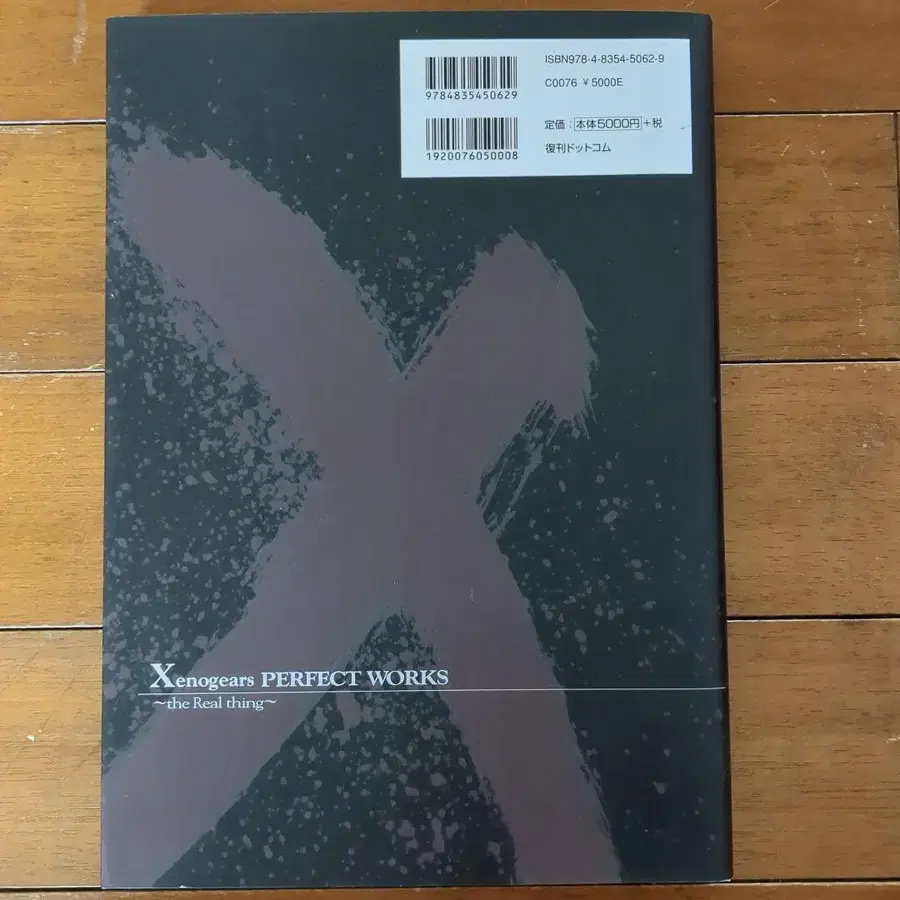 ISBN978-4-8354-5062-9
C0076 ¥5000E
9784835450629
定価：本体5000円+税
1920076050008
復刊ドットコム
Xenogears PERFECT WORKS
～the Real thing～